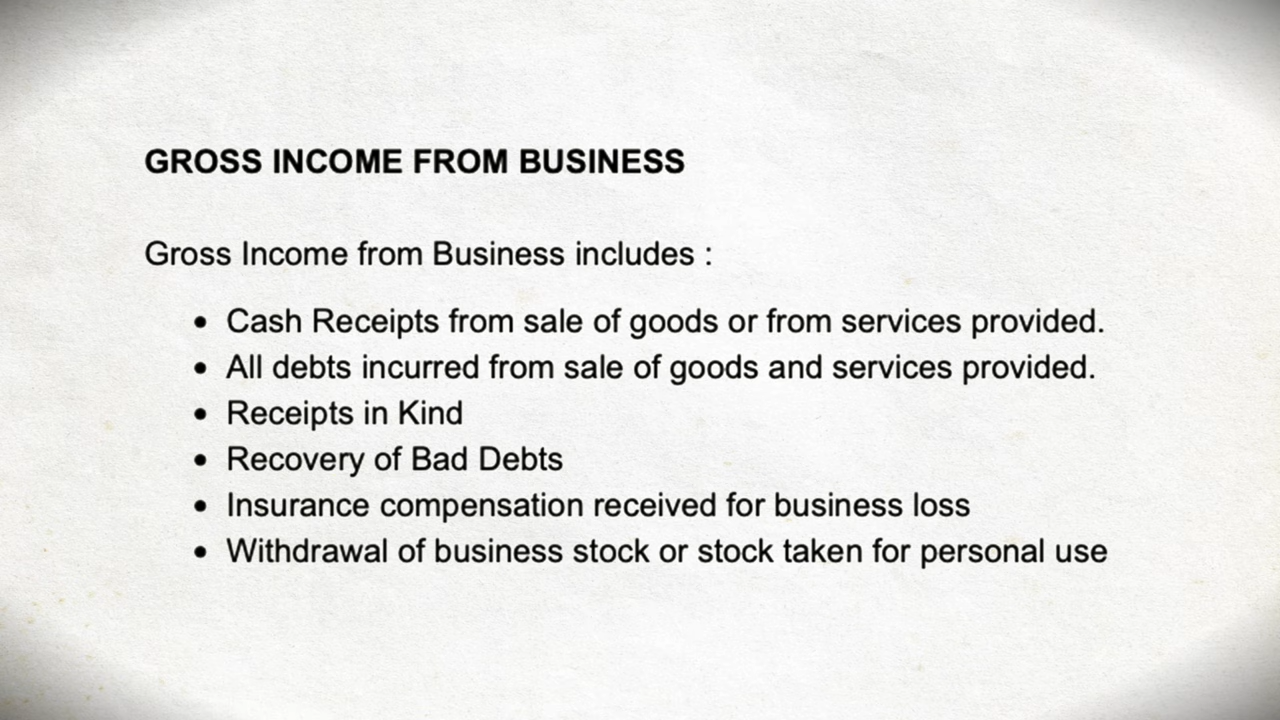 GROSS INCOME FROM BUSINESS
Gross Income from Business includes :
• Cash Receipts from sale of goods or from services provided.
• All debts incurred from sale of goods and services provided.
• Receipts in Kind
• Recovery of Bad Debts
• Insurance compensation received for business loss
• Withdrawal of business stock or stock taken for personal use